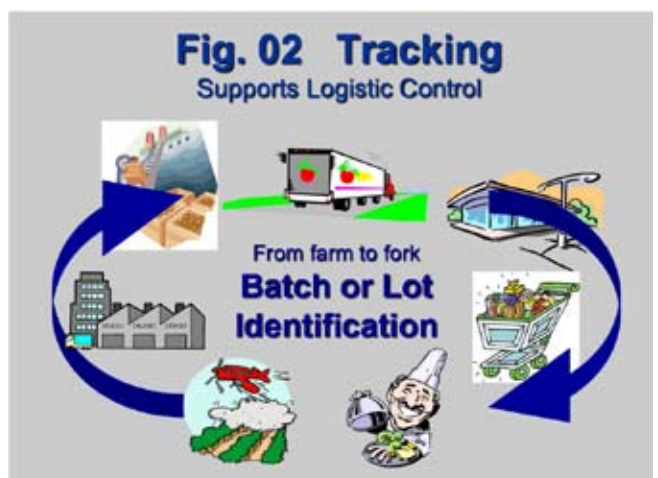 Fig. 02 Tracking
Supports Logistic Control
From farm to fork
Batch or Lot
Identification